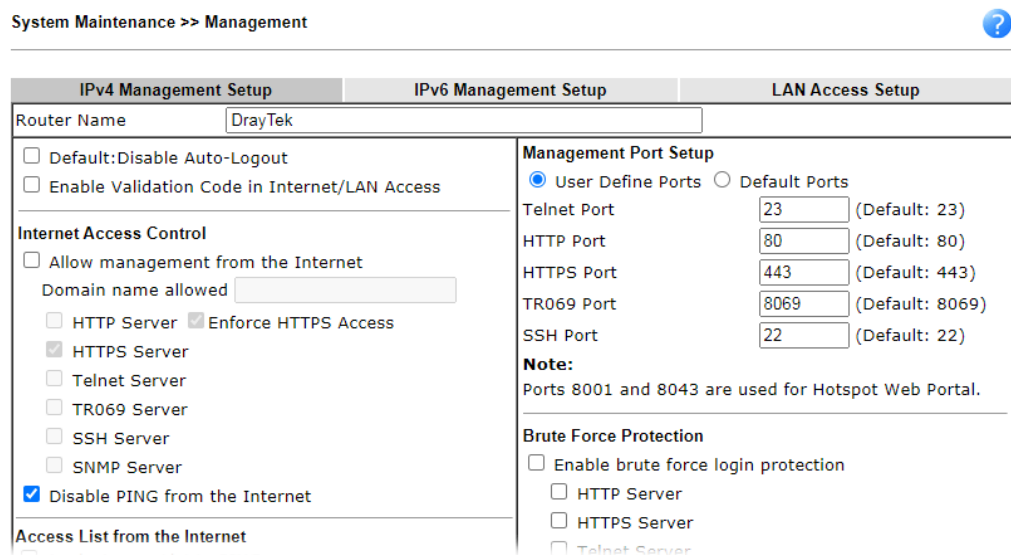 System Maintenance >> Management
?
IPv4 Management Setup
IPv6 Management Setup
LAN Access Setup
Router Name
DrayTek
Default:Disable Auto-Logout
Enable Validation Code in Internet/LAN Access
Internet Access Control
Allow management from the Internet
Domain name allowed
HTTP Server Enforce HTTPS Access
HTTPS Server
Telnet Server
TR069 Server
SSH Server
SNMP Server
Disable PING from the Internet
Access List from the Internet
Management Port Setup
User Define Ports Default Ports
Telnet Port 23 (Default: 23)
HTTP Port 80 (Default: 80)
HTTPS Port 443 (Default: 443)
TR069 Port 8069 (Default: 8069)
SSH Port 22 (Default: 22)
Note:
Ports 8001 and 8043 are used for Hotspot Web Portal.
Brute Force Protection
Enable brute force login protection
HTTP Server
HTTPS Server
Telnet Server